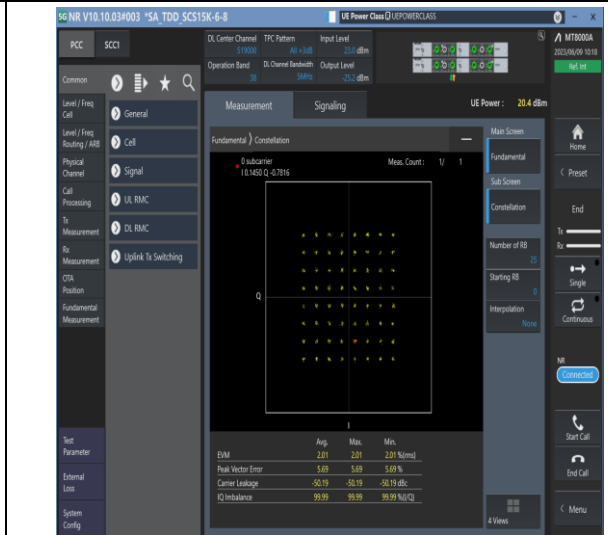 5G NR V10.10.03#003 *SA_TDD_SCS15K-6-8
UE Power Class @ UEPOWERCLASS
PCC SCC1
DL Center Channel TPC Pattern Input Level
519000 All +3dB 23.0 dBm
Operation Band DL Channel Bandwidth Output Level
38 5MHz -25.2 dBm
MT8000A
2023/06/09 10:18
Ref. Int
Common
Level / Freq
Cell
Level / Freq
Routing / ARB
Physical
Channel
Call
Processing
Tx
Measurement
Rx
Measurement
OTA
Position
Fundamental
Measurement
Test
Parameter
External
Loss
System
Config
General
Cell
Signal
UL RMC
DL RMC
Uplink Tx Switching
Measurement Signaling UE Power : 20.4 dBm
Fundamental Constellation
0 subcarrier Meas. Count : 1/ 1
I 0.1450 Q -0.7816
Q
I
Avg. Max. Min.
EVM 2.01 2.01 2.01 %(rms)
Peak Vector Error 5.69 5.69 5.69 %
Carrier Leakage -50.19 -50.19 -50.19 dBc
IQ Imbalance 99.99 99.99 99.99 %(I/Q)
Main Screen
Fundamental
Sub Screen
Constellation
Number of RB
25
Starting RB
0
Interpolation
None
4 Views
Home
Preset
End
Tx
Rx
Single
Continuous
NR
Connected
Start Call
End Call
Menu